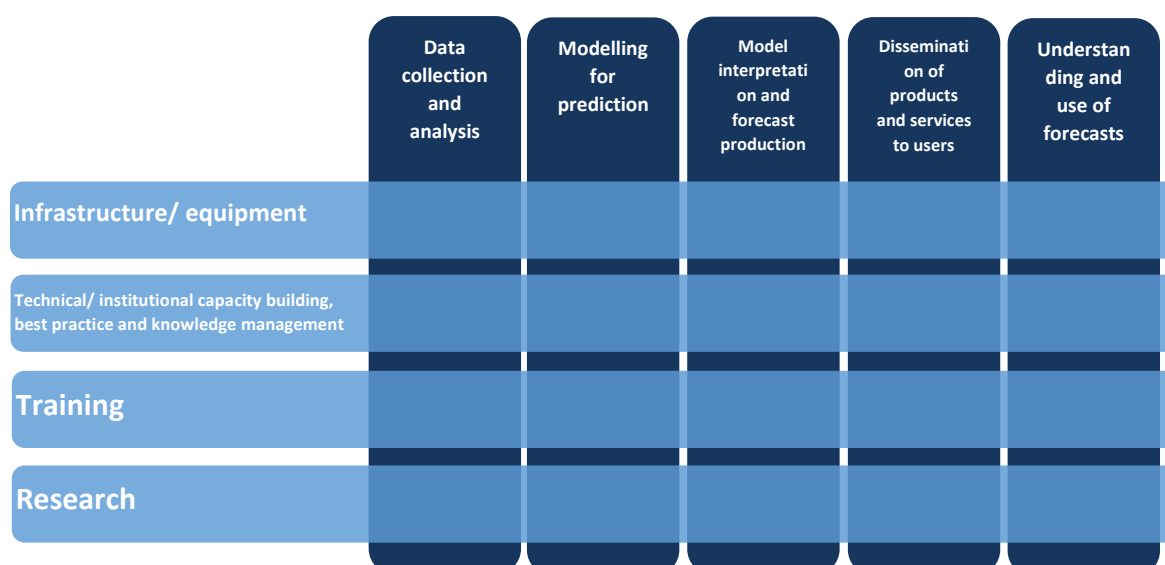 Data
collection
and
analysis
Modelling
for
prediction
Model
interpretati
on and
forecast
production
Disseminati
on of
products
and services
to users
Understan
ding and
use of
forecasts
Infrastructure/ equipment
Technical/ institutional capacity building,
best practice and knowledge management
Training
Research